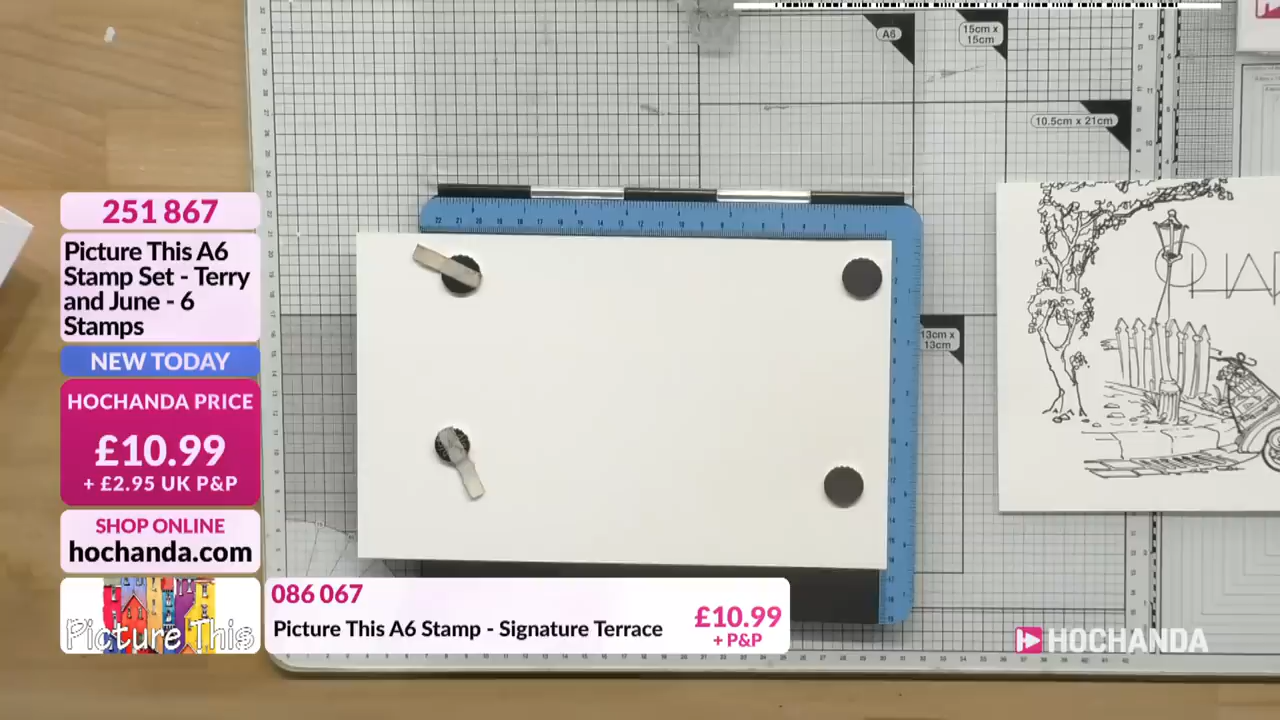 A6
15cm x
15cm
10.5cm x 21cm
13cm x
13cm
HAP
251 867
Picture This A6
Stamp Set - Terry
and June - 6
Stamps
NEW TODAY
HOCHANDA PRICE
£10.99
+ £2.95 UK P&P
SHOP ONLINE
hochanda.com
Picture This
086 067
Picture This A6 Stamp - Signature Terrace
£10.99
+ P&P
HOCHANDA